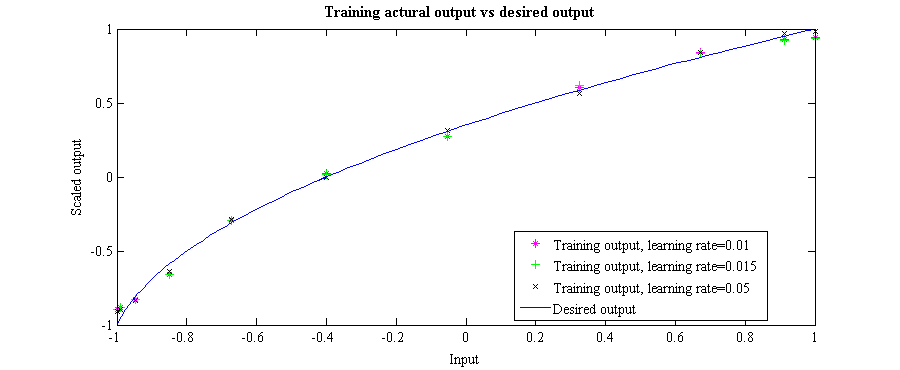 Training actural output vs desired output
1
0.5
0
-0.5
-1
Scaled output
Training output, learning rate=0.01
Training output, learning rate=0.015
Training output, learning rate=0.05
Desired output
-1 -0.8 -0.6 -0.4 -0.2 0 0.2 0.4 0.6 0.8 1
Input